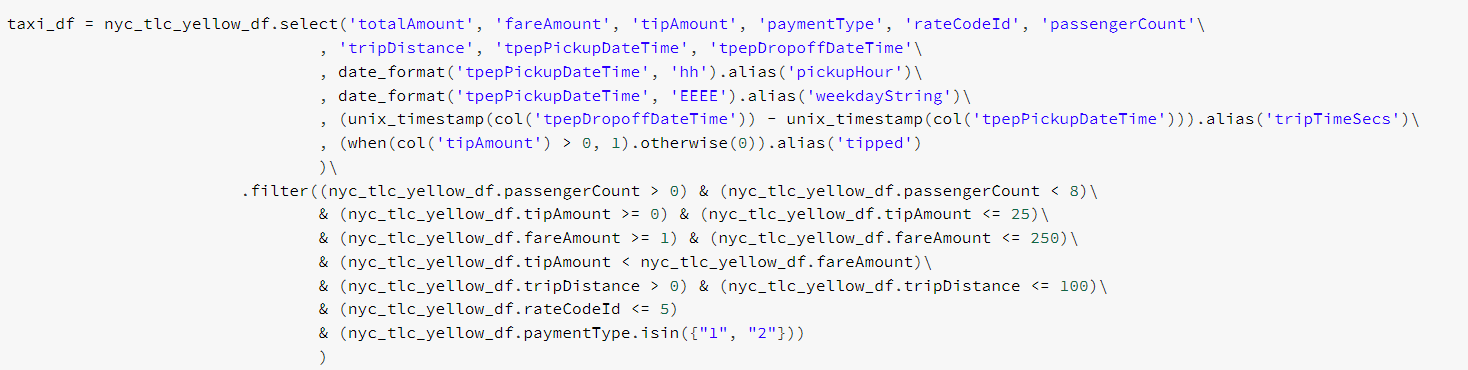 taxi_df = nyc_tlc_yellow_df.select('totalAmount', 'fareAmount', 'tipAmount', 'paymentType', 'rateCodeId', 'passengerCount'\
, 'tripDistance', 'tpepPickupDateTime', 'tpepDropoffDateTime'\
, date_format('tpepPickupDateTime', 'hh').alias('pickupHour')\
, date_format('tpepPickupDateTime', 'EEEE').alias('weekdayString')\
, (unix_timestamp(col('tpepDropoffDateTime')) - unix_timestamp(col('tpepPickupDateTime'))).alias('tripTimeSecs')\
, (when(col('tipAmount') > 0, 1).otherwise(0)).alias('tipped')
)\
.filter((nyc_tlc_yellow_df.passengerCount > 0) & (nyc_tlc_yellow_df.passengerCount < 8)\
& (nyc_tlc_yellow_df.tipAmount >= 0) & (nyc_tlc_yellow_df.tipAmount <= 25)\
& (nyc_tlc_yellow_df.fareAmount >= 1) & (nyc_tlc_yellow_df.fareAmount <= 250)\
& (nyc_tlc_yellow_df.tipAmount < nyc_tlc_yellow_df.fareAmount)\
& (nyc_tlc_yellow_df.tripDistance > 0) & (nyc_tlc_yellow_df.tripDistance <= 100)\
& (nyc_tlc_yellow_df.rateCodeId <= 5)
& (nyc_tlc_yellow_df.paymentType.isin({"1", "2"}))
)